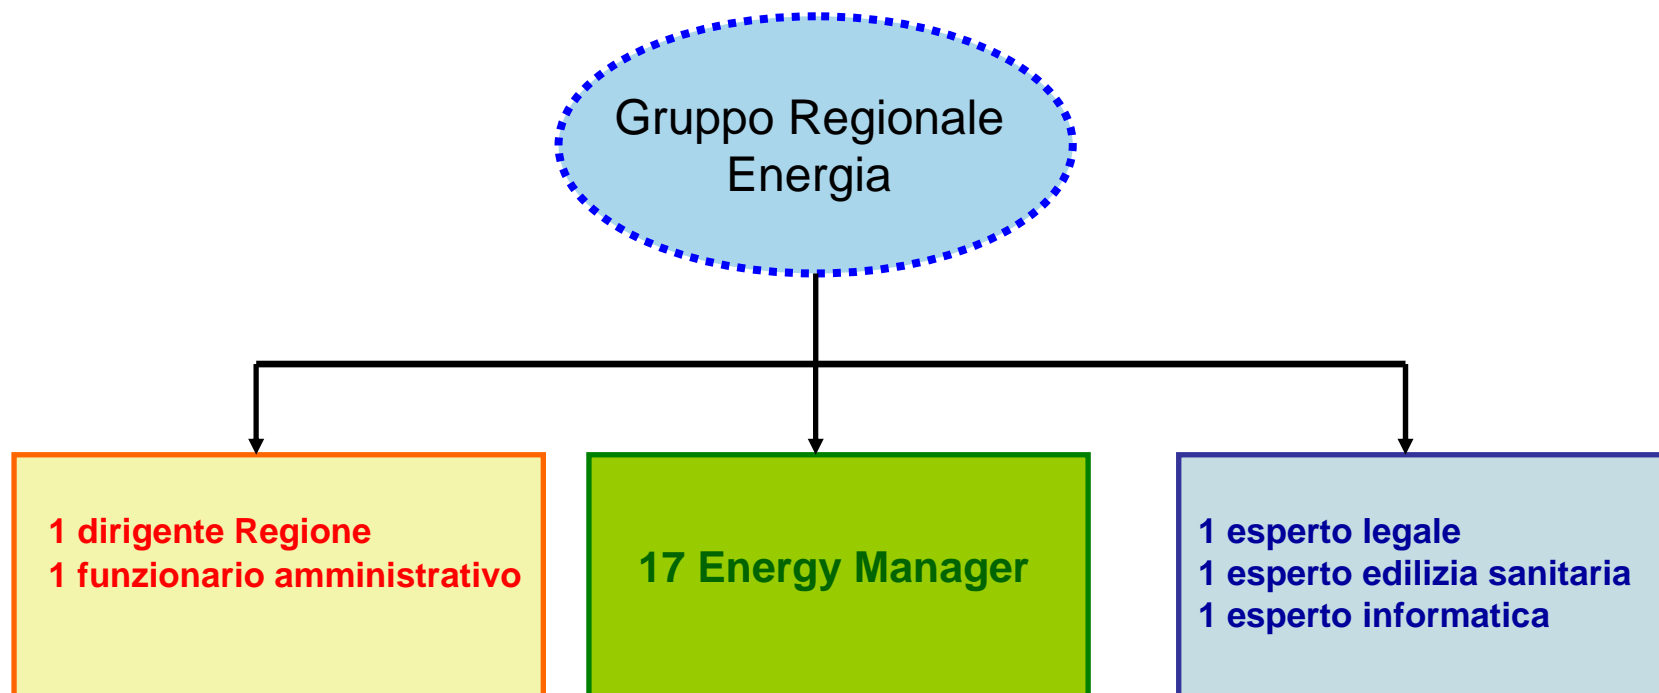 Gruppo Regionale
Energia
1 dirigente Regione
1 funzionario amministrativo
17 Energy Manager
1 esperto legale
1 esperto edilizia sanitaria
1 esperto informatica